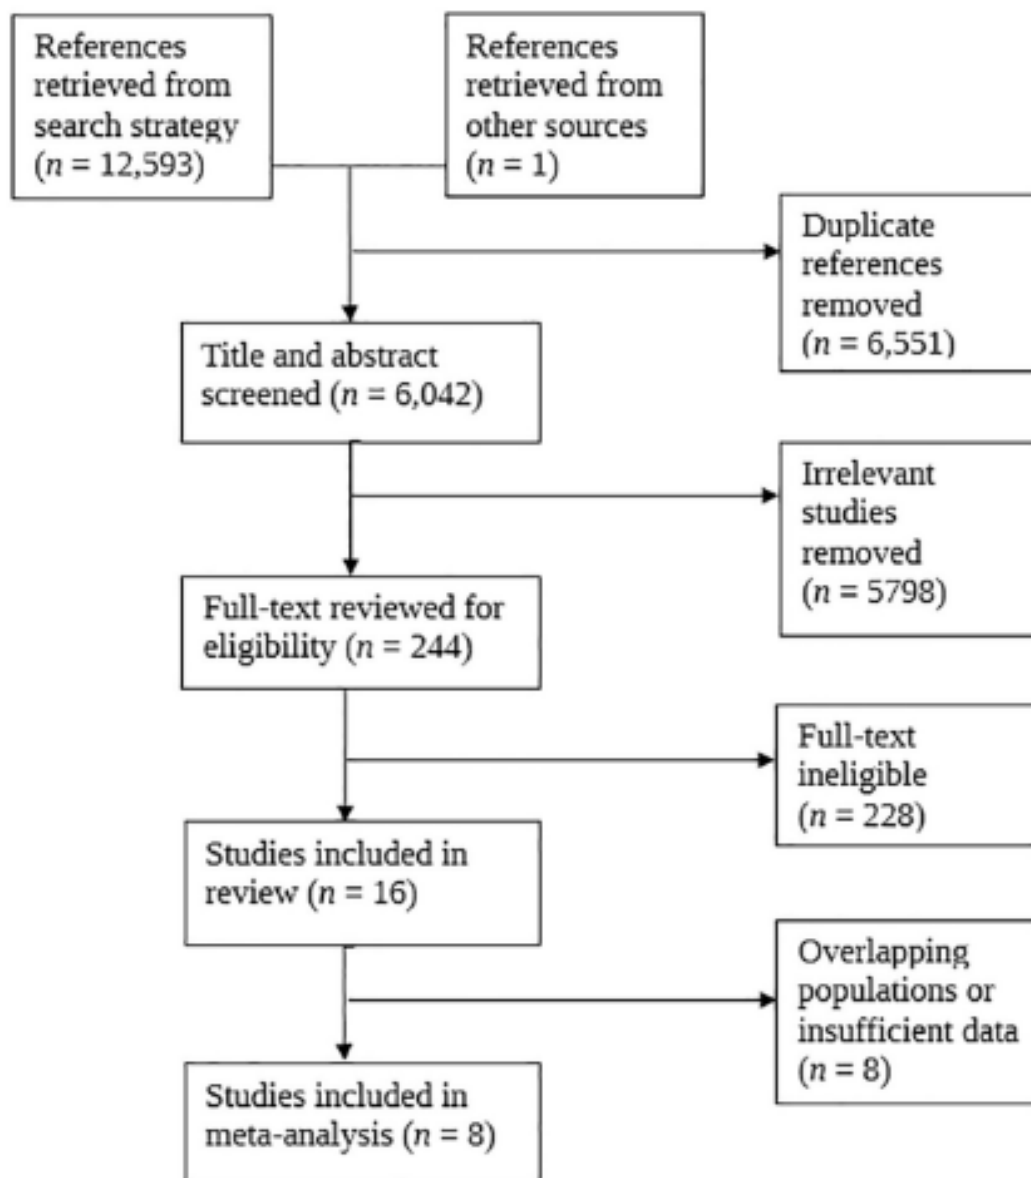 References
retrieved from
search strategy
(n = 12,593)
References
retrieved from
other sources
(n = 1)
Duplicate
references
removed
(n = 6,551)
Title and abstract
screened (n = 6,042)
Irrelevant
studies
removed
(n = 5798)
Full-text reviewed for
eligibility (n = 244)
Full-text
ineligible
(n = 228)
Studies included in
review (n = 16)
Overlapping
populations or
insufficient data
(n = 8)
Studies included in
meta-analysis (n = 8)